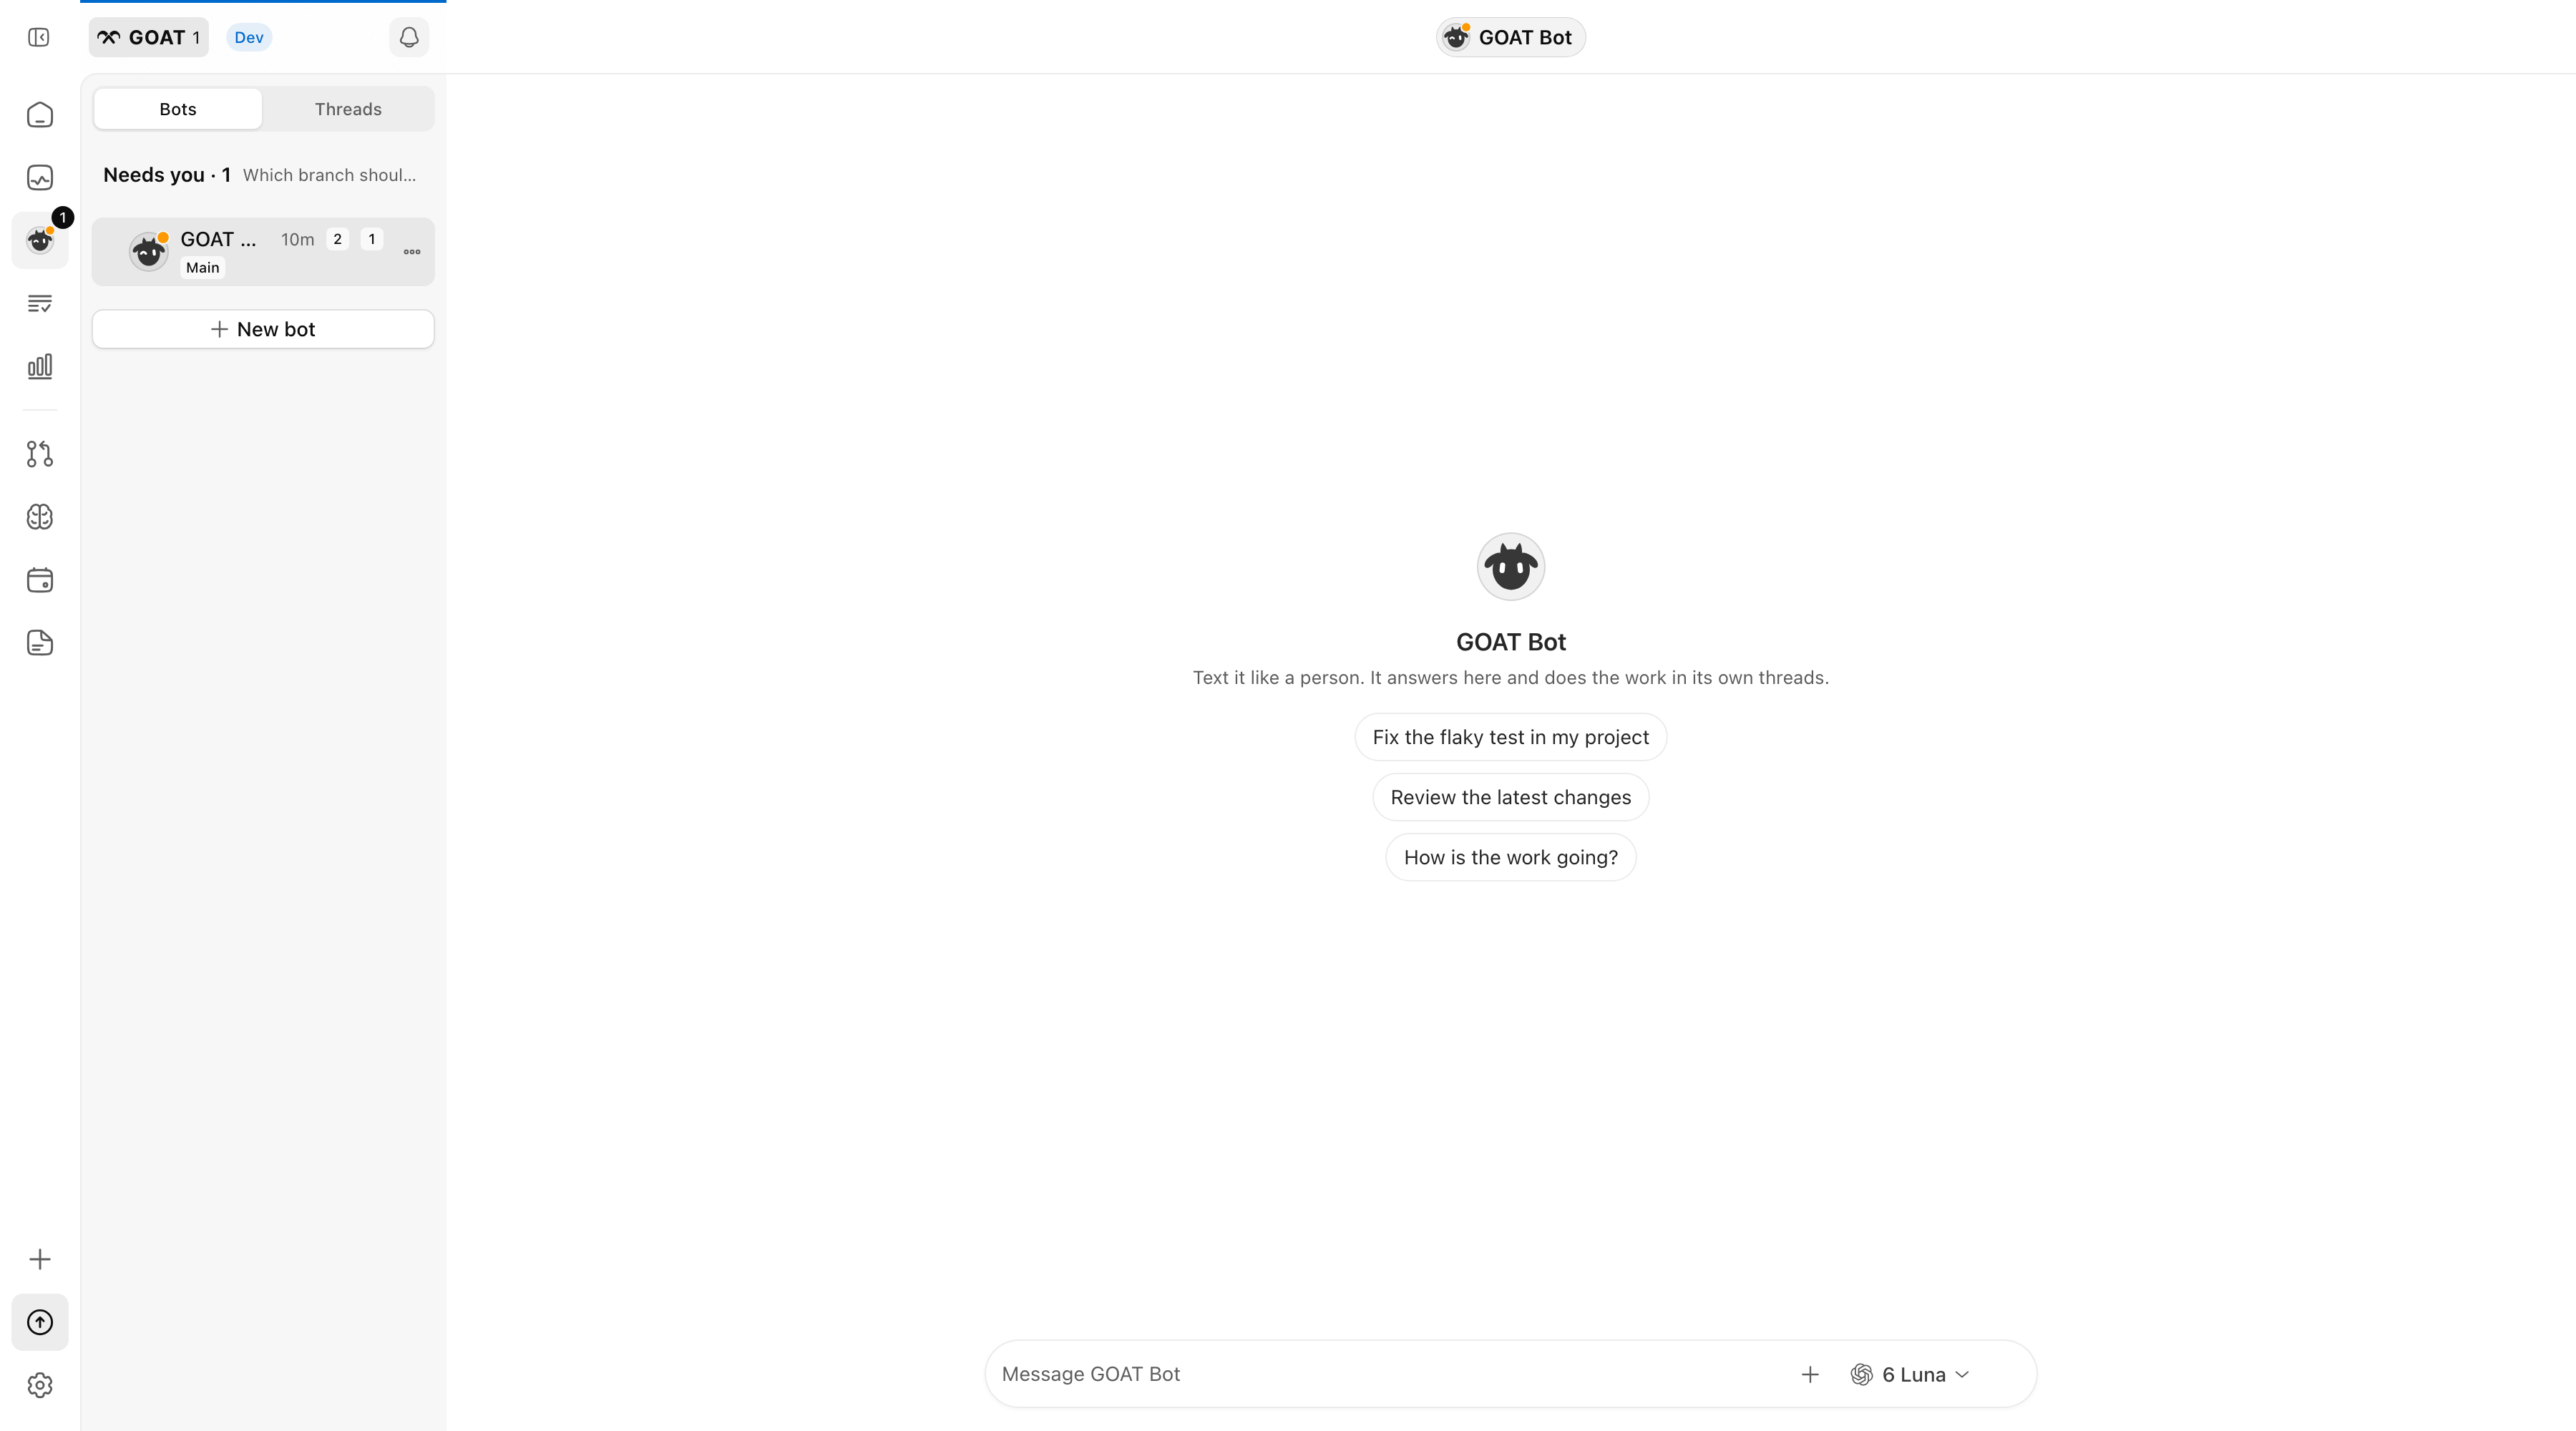 GOAT 1
Dev
GOAT Bot
Bots
Threads
Needs you · 1 Which branch shoul...
1
GOAT ... 10m 2 1
Main
New bot
GOAT Bot
Text it like a person. It answers here and does the work in its own threads.
Fix the flaky test in my project
Review the latest changes
How is the work going?
Message GOAT Bot
6 Luna